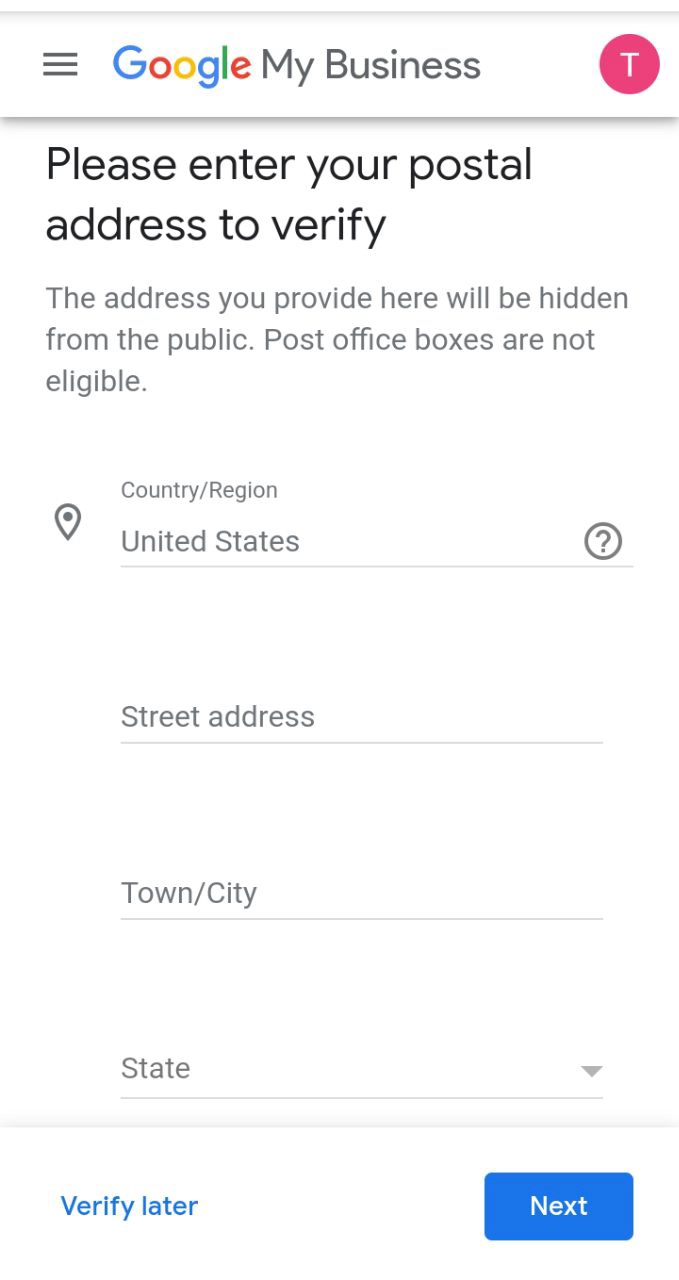 Google My Business
T
Please enter your postal
address to verify
The address you provide here will be hidden
from the public. Post office boxes are not
eligible.
Country/Region
United States
?
Street address
Town/City
State
Verify later
Next